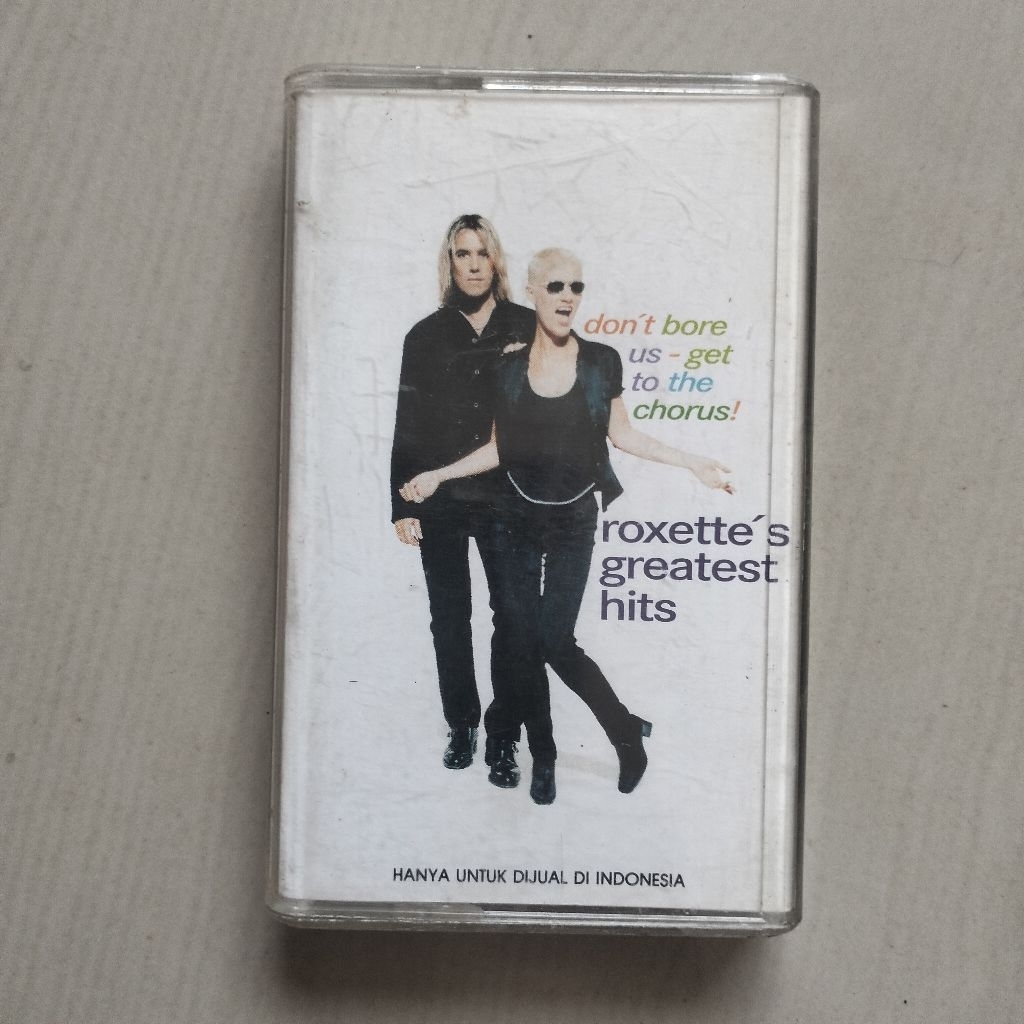 don´t bore
us - get
to the
chorus!
roxette´s
greatest
hits
HANYA UNTUK DIJUAL DI INDONESIA